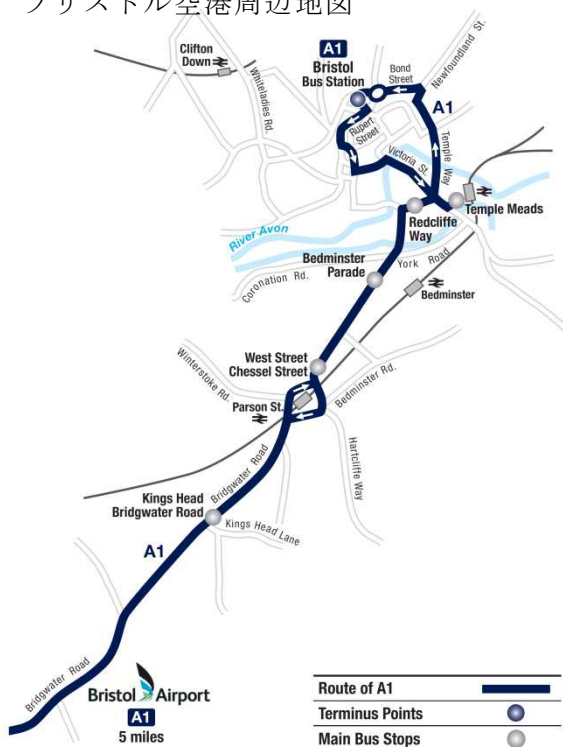 ブリストル空港周辺地図
A1
Bristol
Bus Station
Clifton
Down
Whiteladies Rd.
Bond
Street
Newfoundland St.
A1
Rupert
Street
Victoria St.
Temple
Way
Temple Meads
Redcliffe
Way
River Avon
Bedminster
Parade
York Road
Coronation Rd.
Bedminster
West Street
Chessel Street
Winterstoke Rd.
Parson St.
Bedminster Rd.
Hartcliffe
Way
Bridgwater Road
Kings Head
Bridgwater Road
Kings Head Lane
A1
Bridgwater Road
Bristol Airport
A1
5 miles
Route of A1
Terminus Points
Main Bus Stops